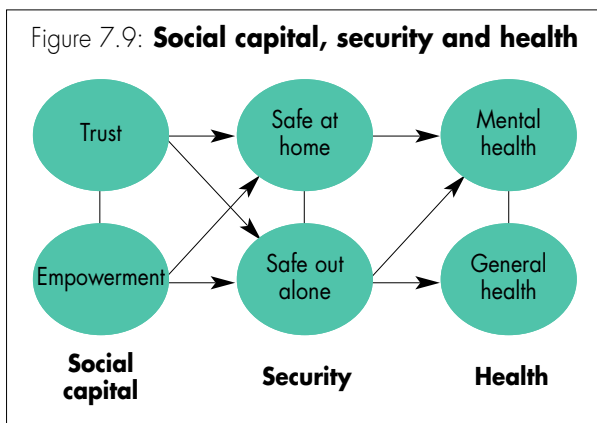 Figure 7.9: Social capital, security and health
Trust
Safe at
home
Mental
health
Empowerment
Safe out
alone
General
health
Social
capital
Security
Health